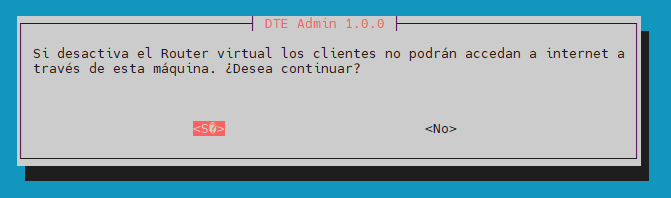 DTE Admin 1.0.0
Si desactiva el Router virtual los clientes no podrán accedan a internet a
través de esta máquina. ¿Desea continuar?
<S�> <No>